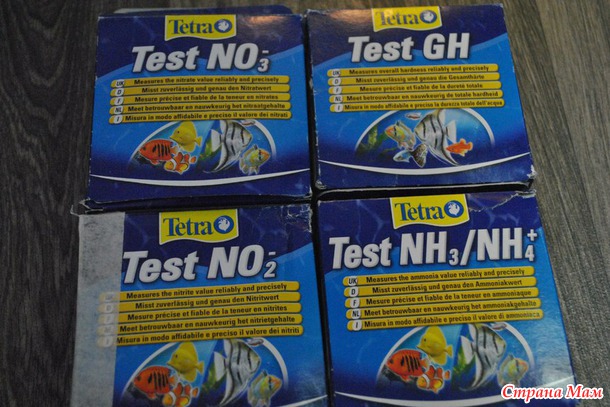 Tetra
Test NO₃⁻
UK Measures the nitrate value reliably and precisely
D Misst zuverlässig und genau den Nitratwert
F Mesure précise et fiable de la teneur en nitrates
NL Meet betrouwbaar en nauwkeurig het nitraatgehalte
I Misura in modo affidabile e preciso il valore dei nitrati
Tetra
Test GH
UK Measures overall hardness reliably and precisely
D Misst zuverlässig und genau die Gesamthärte
F Mesure précise et fiable de la dureté totale
NL Meet betrouwbaar en nauwkeurig de totale hardheid
I Misura in modo affidabile e preciso la durezza totale dell'acqua
Tetra
Test NO₂⁻
Measures the nitrite value reliably and precisely
Misst zuverlässig und genau den Nitritwert
Mesure précise et fiable de la teneur en nitrites
Meet betrouwbaar en nauwkeurig het nitrietgehalte
Misura in modo affidabile e preciso il valore dei nitriti
Tetra
Test NH₃/NH₄⁺
UK Measures the ammonia value reliably and precisely
D Misst zuverlässig und genau den Ammoniakwert
F Mesure précise et fiable de la teneur en ammoniaque
NL Meet betrouwbaar en nauwkeurig het ammoniakgehalte
I Misura in modo affidabile e preciso il valore di ammoniaca
Страна Мам